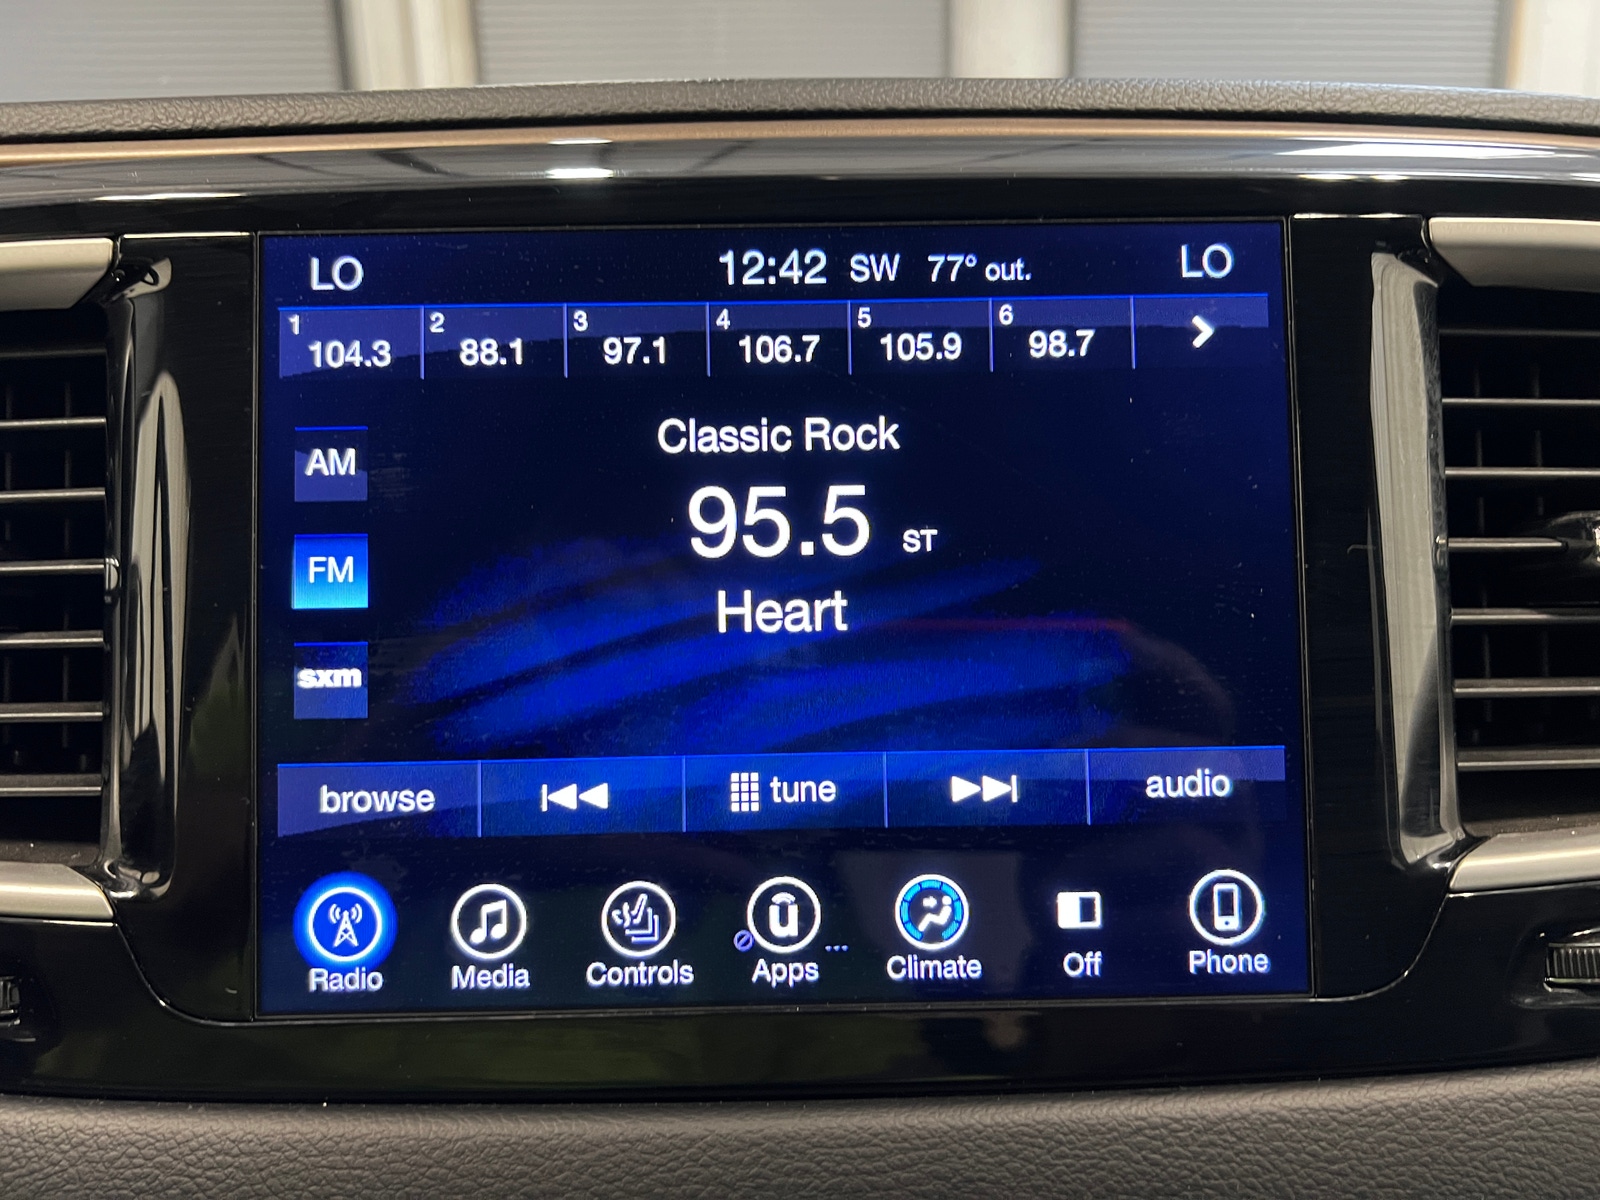 LO 12:42 SW 77° out. LO
1 104.3 2 88.1 3 97.1 4 106.7 5 105.9 6 98.7
Classic Rock
AM
95.5 ST
FM
Heart
sxm
browse tune audio
Radio Media Controls Apps Climate Off Phone